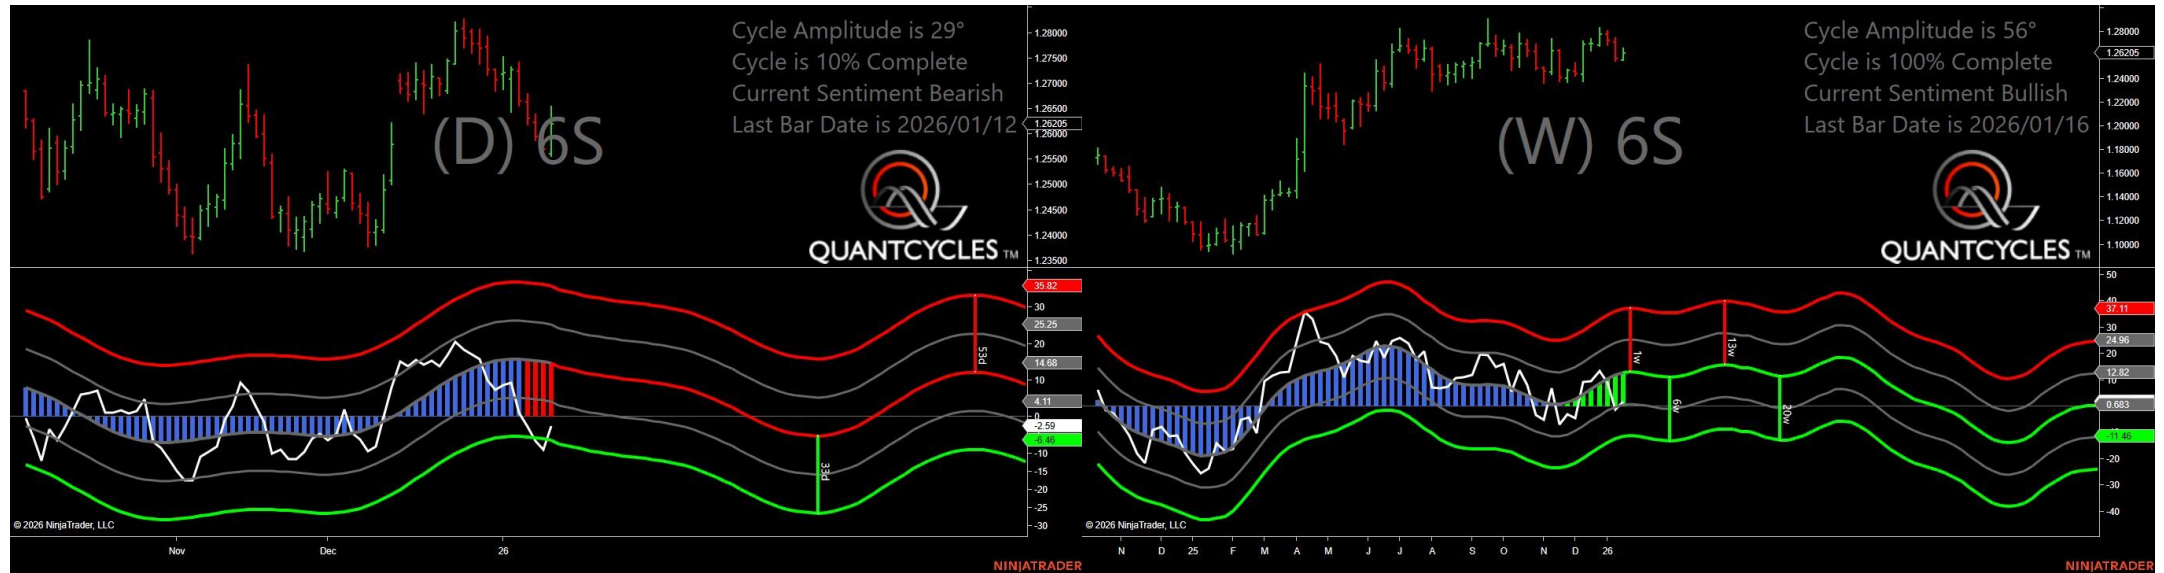 Cycle Amplitude is 29°
Cycle is 10% Complete
Current Sentiment Bearish
Last Bar Date is 2026/01/12
(D) 6S
QUANTCYCLES TM
1.28000
1.27500
1.27000
1.26500
1.26205
1.26000
1.25500
1.25000
1.24500
1.24000
1.23500
35.82
30
25.25
20
14.68
10
4.11
0
-2.59
-6.46
-10
-15
-20
-25
-30
53d
33d
© 2026 NinjaTrader, LLC
Nov
Dec
26
NINJATRADER
Cycle Amplitude is 56°
Cycle is 100% Complete
Current Sentiment Bullish
Last Bar Date is 2026/01/16
(W) 6S
QUANTCYCLES TM
1.28000
1.26205
1.24000
1.22000
1.20000
1.18000
1.16000
1.14000
1.12000
1.10000
50
40
37.11
30
24.96
20
12.82
10
0.683
-11.46
-20
-30
-40
1w
13w
6w
20w
© 2026 NinjaTrader, LLC
N D 25 F M A M J J A S O N D 26
NINJATRADER